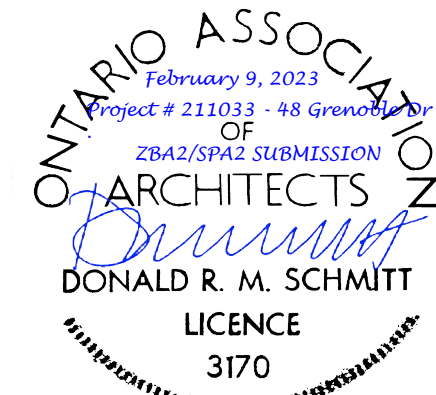 ONTARIO ASSOCIATION
February 9, 2023
Project # 211033 - 48 Grenoble Dr
.
OF
ZBA2/SPA2 SUBMISSION
ARCHITECTS
DONALD R. M. SCHMITT
LICENCE
3170